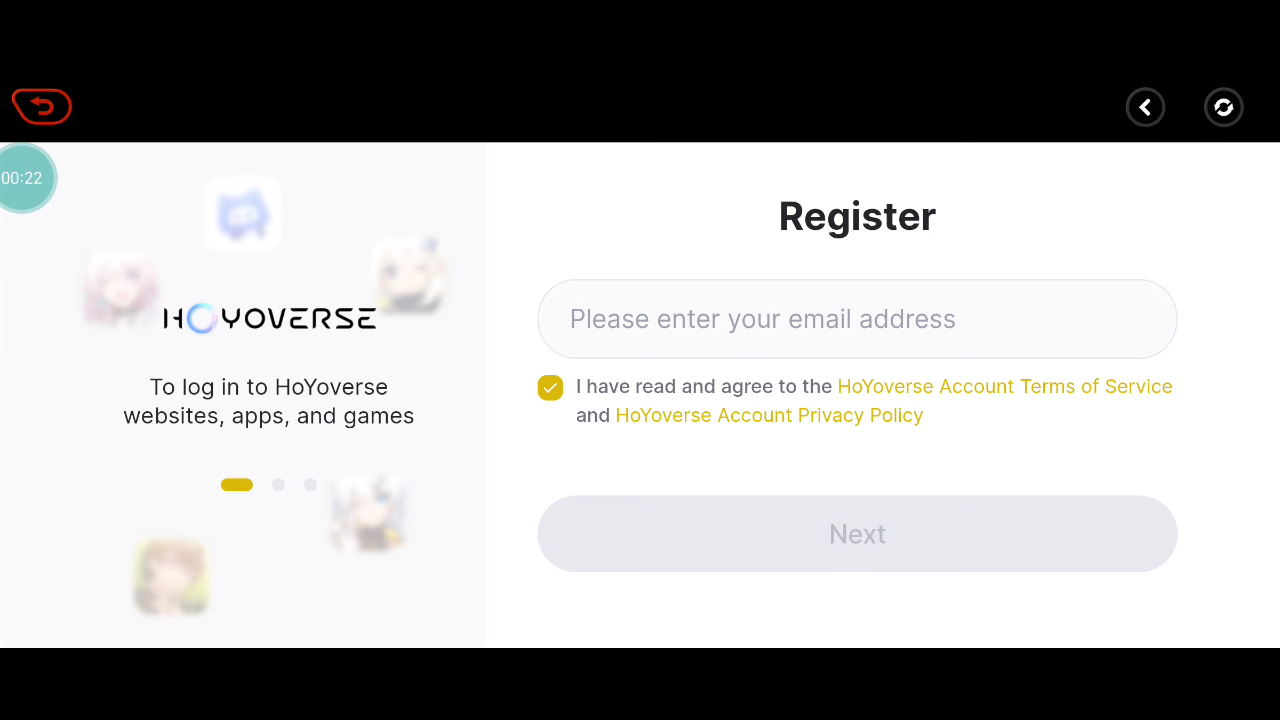 00:22
HOYOVERSE
To log in to HoYoverse
websites, apps, and games
Register
Please enter your email address
I have read and agree to the HoYoverse Account Terms of Service
and HoYoverse Account Privacy Policy
Next